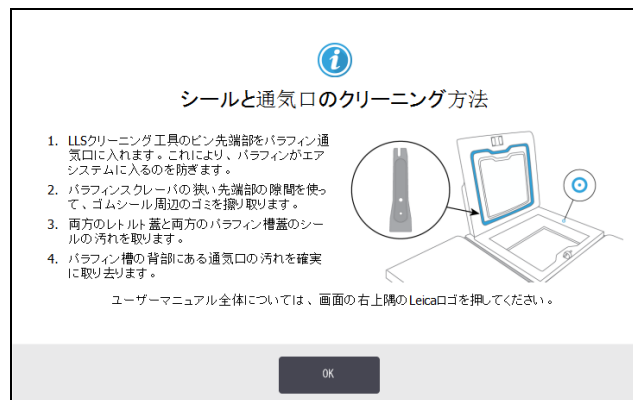 シールと通気口のクリーニング方法
1. LLSクリーニング工具のピン先端部をパラフィン通
気口に入れます。これにより、パラフィンがエア
システムに入るのを防ぎます。
2. パラフィンスクレーパの狭い先端部の隙間を使っ
て、ゴムシール周辺のゴミを擦り取ります。
3. 両方のレトルト蓋と両方のパラフィン槽蓋のシー
ルの汚れを取ります。
4. パラフィン槽の背部にある通気口の汚れを確実
に取り去ります。
ユーザーマニュアル全体については、画面の右上隅のLeicaロゴを押してください。
OK